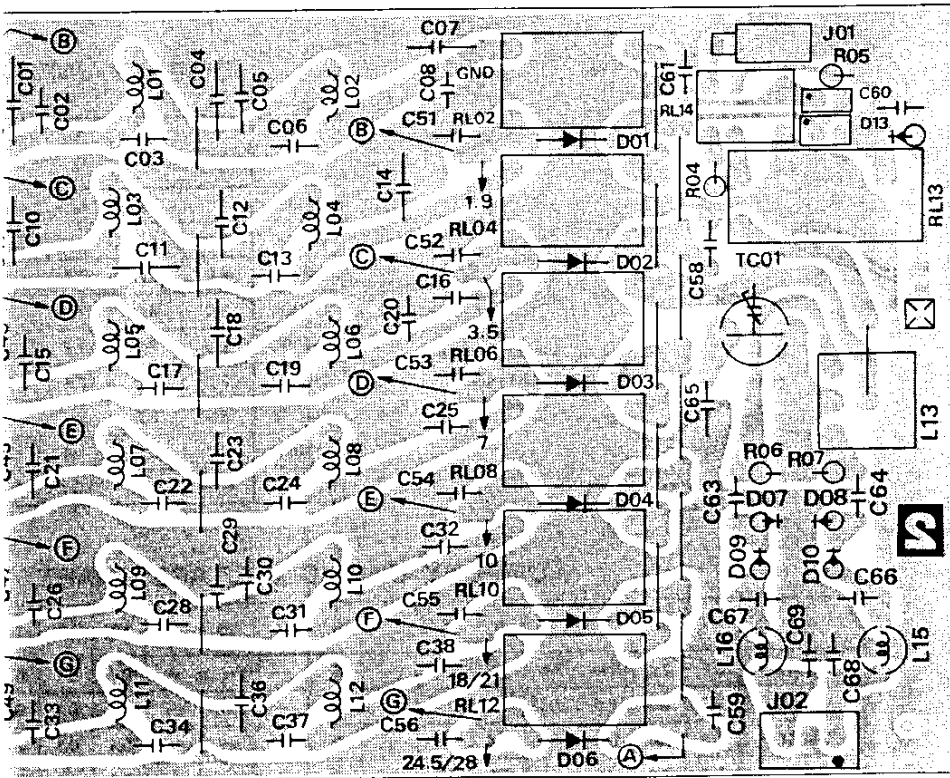 C07
J01
B
B
C01
C02
L01
C04
C05
L02
C08
GND
C61
R05
RL14
C60
D13
C51
RL02
B
C06
C03
D01
C
C10
L03
C12
L04
C14
1.9
R04
RL13
C11
C13
C52
RL04
C
D02
C58
TC01
D
C16
C15
L05
C18
L06
C20
3.5
C17
C19
C53
RL06
D
D03
C65
L13
E
C25
7
C21
L07
C23
L08
R06
R07
C22
C24
C54
RL08
E
D04
C63
D07
D08
C64
F
C29
C32
10
D09
D10
C26
L09
C30
L10
C28
C31
C55
RL10
F
D05
C66
C67
G
C38
18/21
L16
C69
C68
L15
C49
C33
L11
C36
L12
G
RL12
C59
J02
C34
C37
C56
24.5/28
D06
A